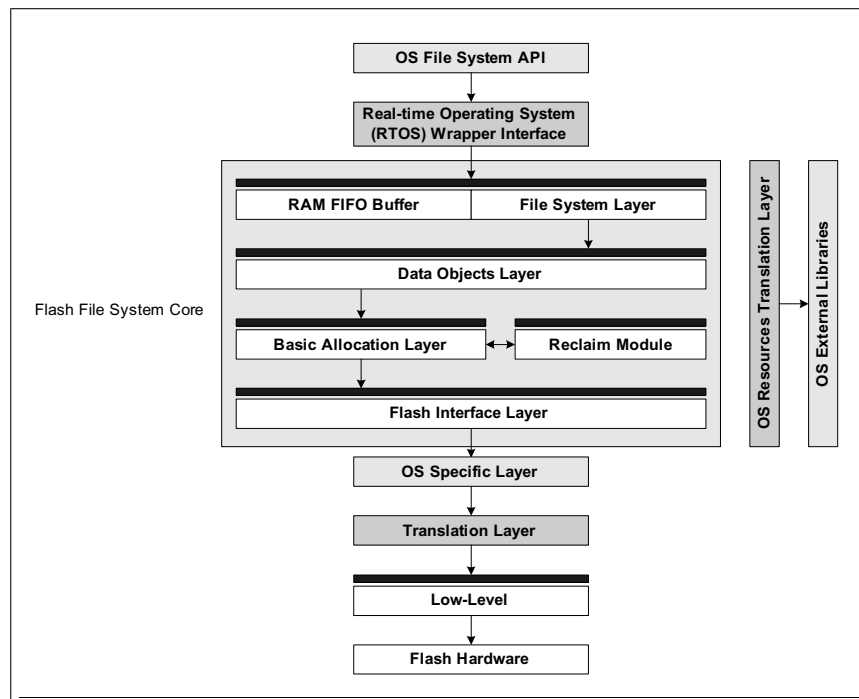 OS File System API
Real-time Operating System
(RTOS) Wrapper Interface
RAM FIFO Buffer
File System Layer
Data Objects Layer
Flash File System Core
Basic Allocation Layer
Reclaim Module
Flash Interface Layer
OS Resources Translation Layer
OS External Libraries
OS Specific Layer
Translation Layer
Low-Level
Flash Hardware